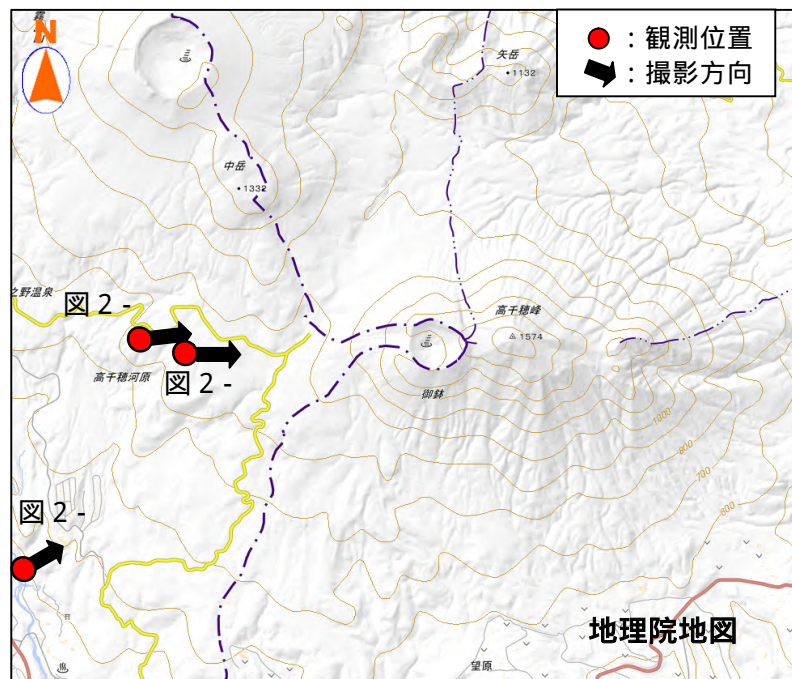 N
：観測位置
：撮影方向
矢岳
1132
中岳
1332
之野温泉
図 2 -
高千穂峰
1574
図 2 -
高千穂河原
御鉢
1000
800
700
600
図 2 -
地理院地図
望原